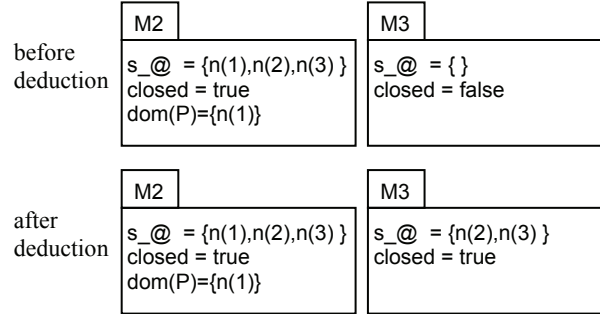 M2
M3
before
deduction
s_@ = {n(1),n(2),n(3) }
closed = true
dom(P)={n(1)}
s_@ = { }
closed = false
M2
M3
after
deduction
s_@ = {n(1),n(2),n(3) }
closed = true
dom(P)={n(1)}
s_@ = {n(2),n(3) }
closed = true